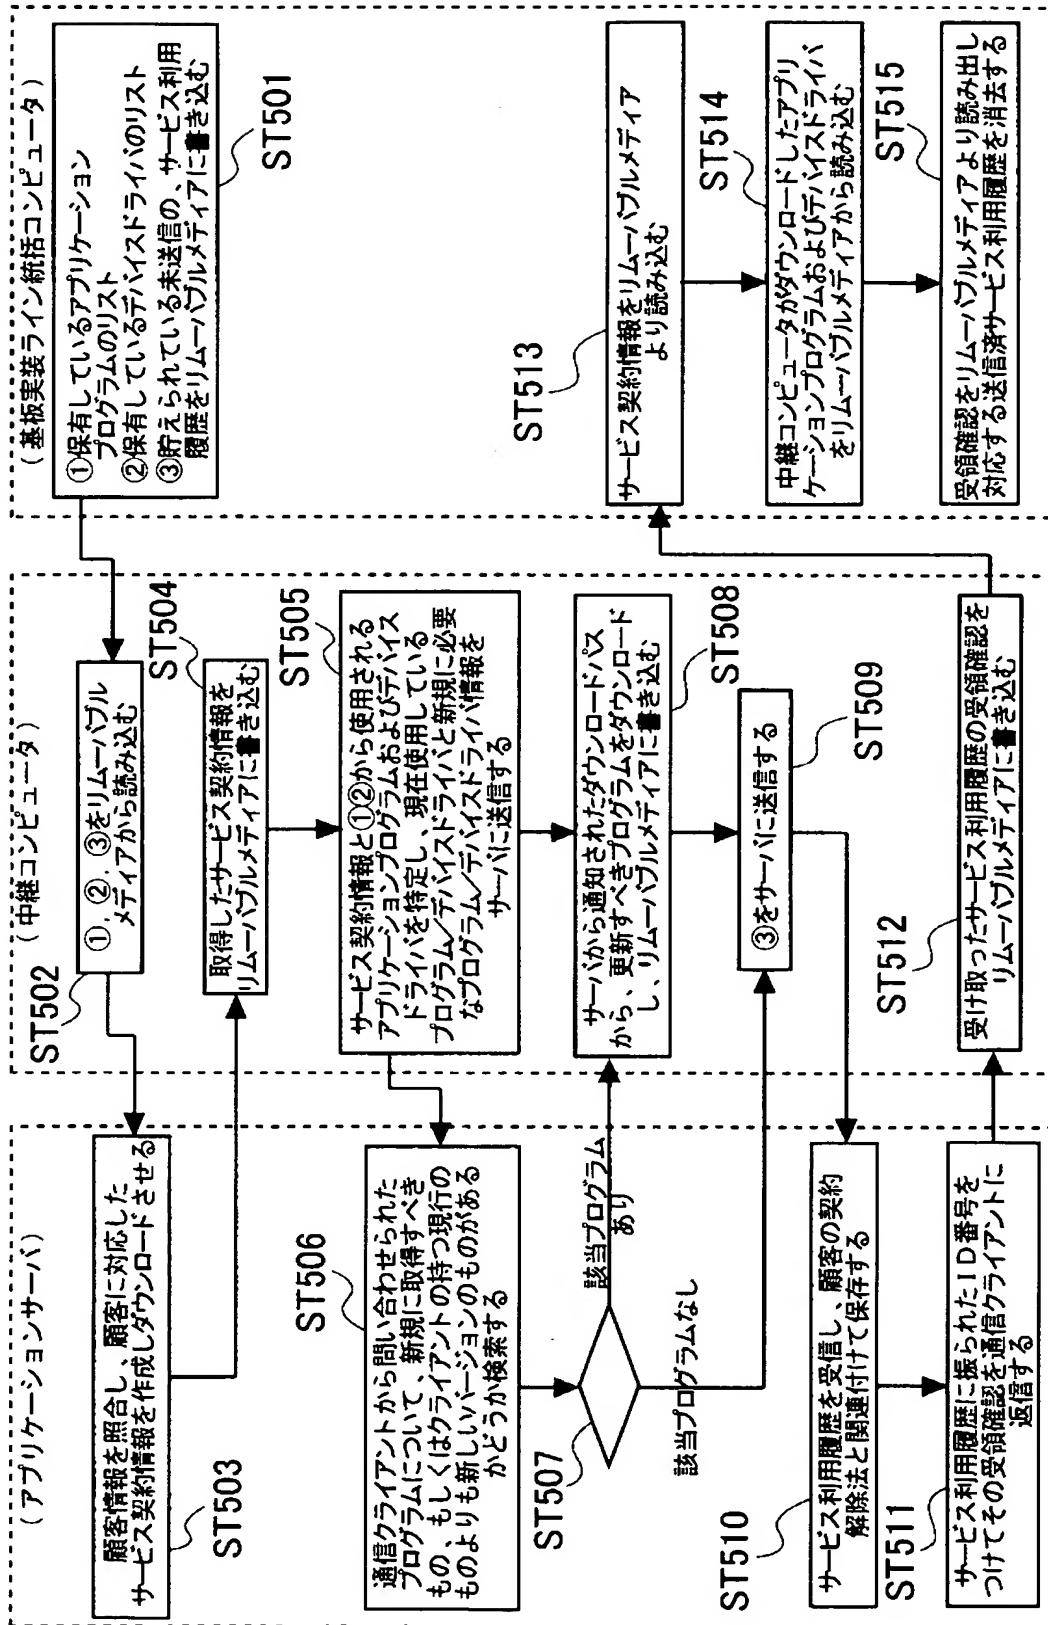 (アプリケーションサーバ)
顧客情報を照合し、顧客に対応した
サービス契約情報を作成しダウンロードさせる
ST503
通信クライアントから問い合わせられた
プログラムについて、新規に取得すべき
もの、もしくはクライアントの持つ現行の
ものよりも新しいバージョンのものがある
かどうか検索する
ST506
ST507
該当プログラム
あり
該当プログラムなし
サービス利用履歴を受信し、顧客の契約
解除法と関連付けて保存する
ST510
サービス利用履歴に振られたID番号を
つけてその受領確認を通信クライアントに
返信する
ST511
(中継コンピュータ)
①, ②, ③をリムーバブル
メディアから読み込む
ST502
取得したサービス契約情報を
リムーバブルメディアに書き込む
ST504
サービス契約情報と①②から使用される
アプリケーションプログラムおよびデバイス
ドライバを特定し、現在使用している
プログラム/デバイスドライバと新規に必要
なプログラム/デバイスドライバ情報を
サーバに送信する
ST505
サーバから通知されたダウンロードパス
から、更新すべきプログラムをダウンロード
し、リムーバブルメディアに書き込む
ST508
③をサーバに送信する
ST509
受け取ったサービス利用履歴の受領確認を
リムーバブルメディアに書き込む
ST512
(基板実装ライン統括コンピュータ)
①保有しているアプリケーション
プログラムのリスト
②保有しているデバイスドライバのリスト
③貯えられている未送信の、サービス利用
履歴をリムーバブルメディアに書き込む
ST501
サービス契約情報をリムーバブルメディア
より読み込む
ST513
中継コンピュータがダウンロードしたアプリ
ケーションプログラムおよびデバイスドライバ
をリムーバブルメディアから読み込む
ST514
受領確認をリムーバブルメディアより読み出し
対応する送信済サービス利用履歴を消去する
ST515